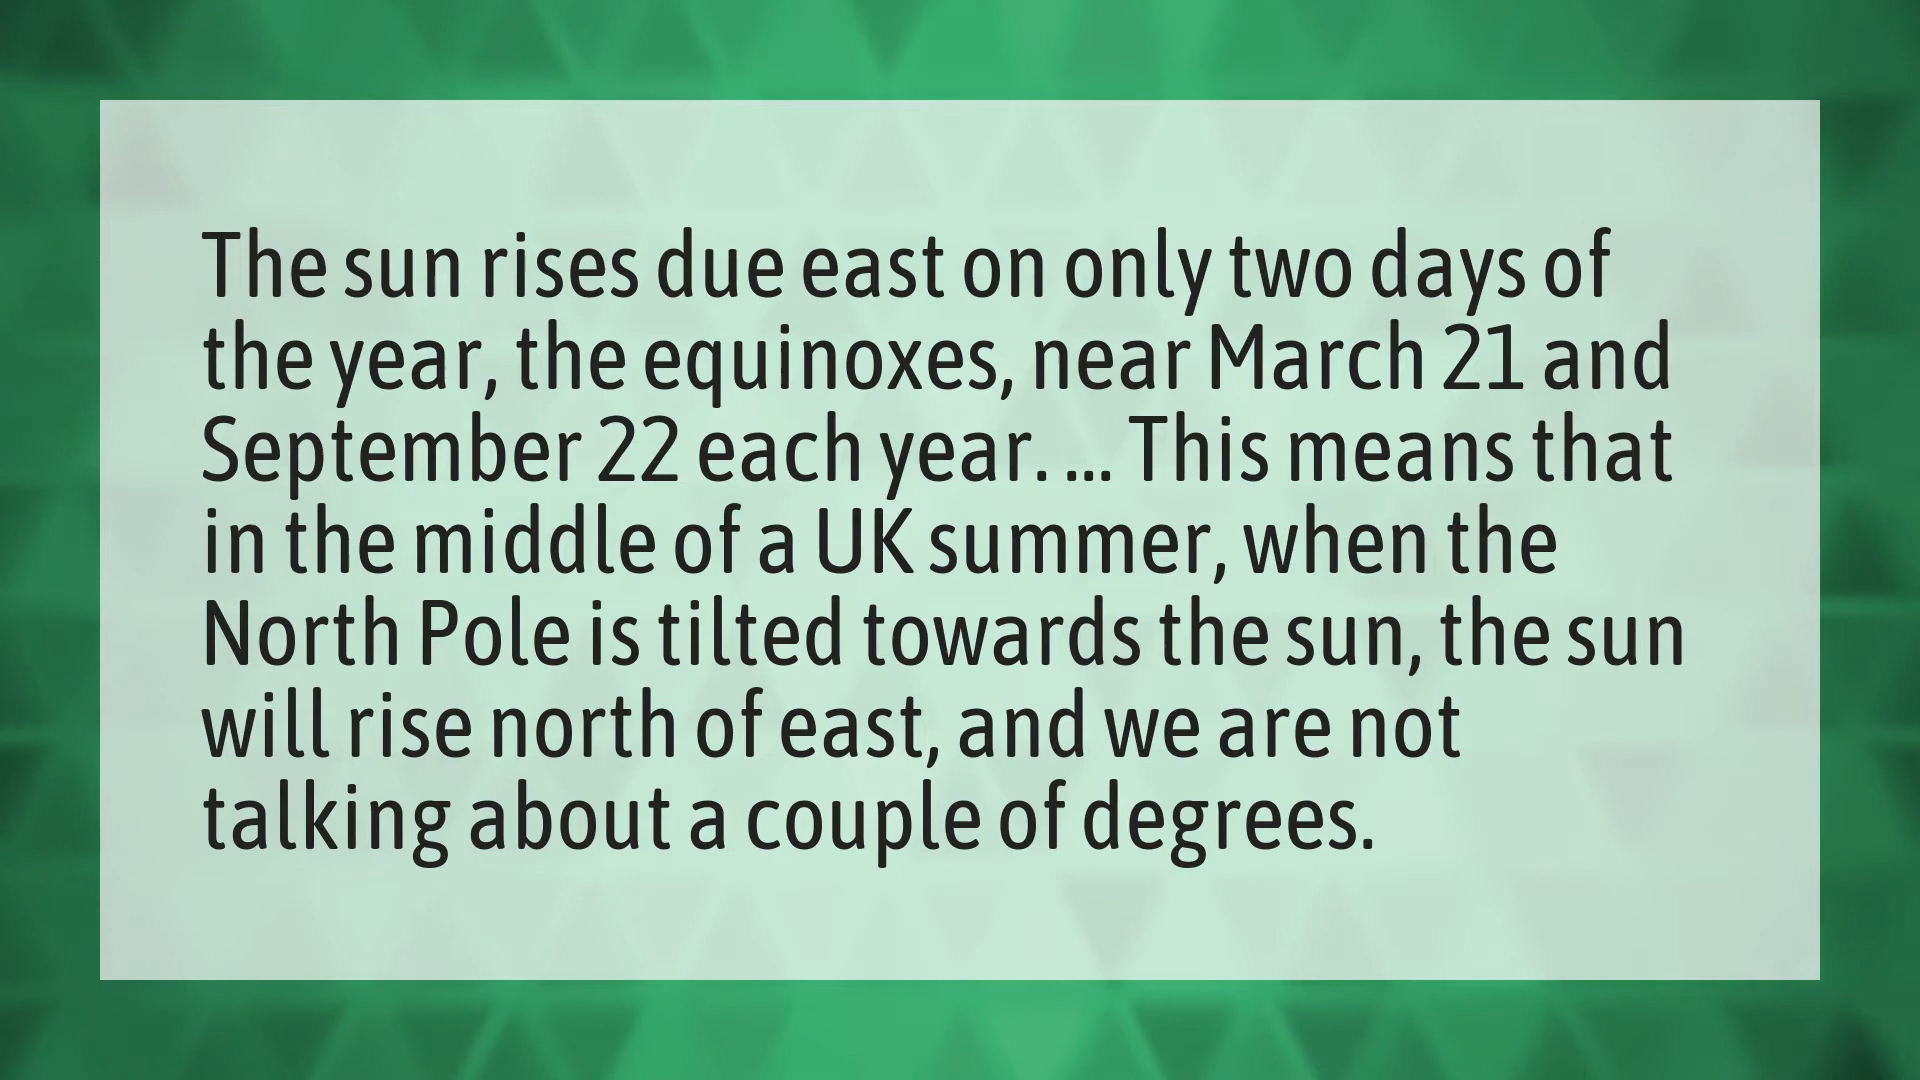 The sun rises due east on only two days of
the year, the equinoxes, near March 21 and
September 22 each year. ... This means that
in the middle of a UK summer, when the
North Pole is tilted towards the sun, the sun
will rise north of east, and we are not
talking about a couple of degrees.